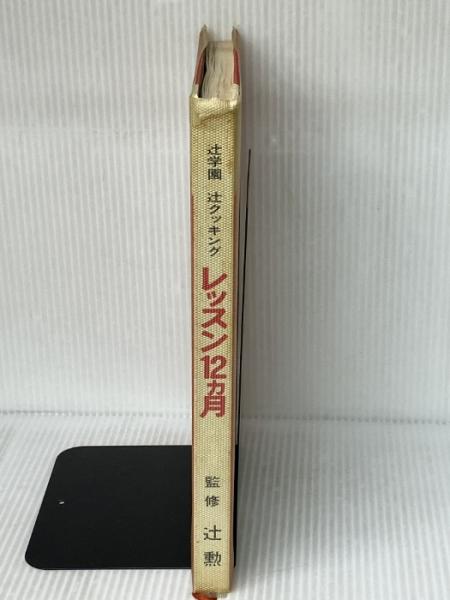 辻学園 辻クッキング
レッスン12カ月
監修 辻勲